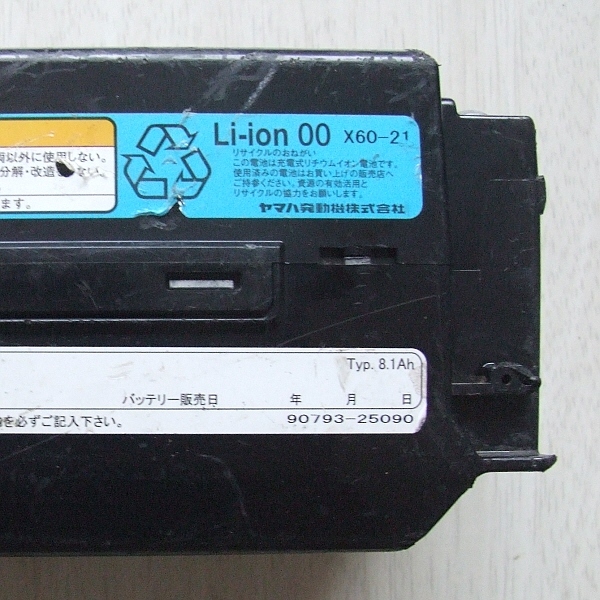 両以外に使用しない。
分解・改造
ます。
Li-ion 00 X60-21
リサイクルのおねがい
この電池は充電式リチウムイオン電池です。
使用済みの電池はお買い上げの販売店へ
ご持参ください。資源の有効活用と
リサイクルの協力をお願いします。
ヤマハ発動機株式会社
Typ. 8.1Ah
バッテリー販売日 年 月 日
を必ずご記入下さい。
90793-25090